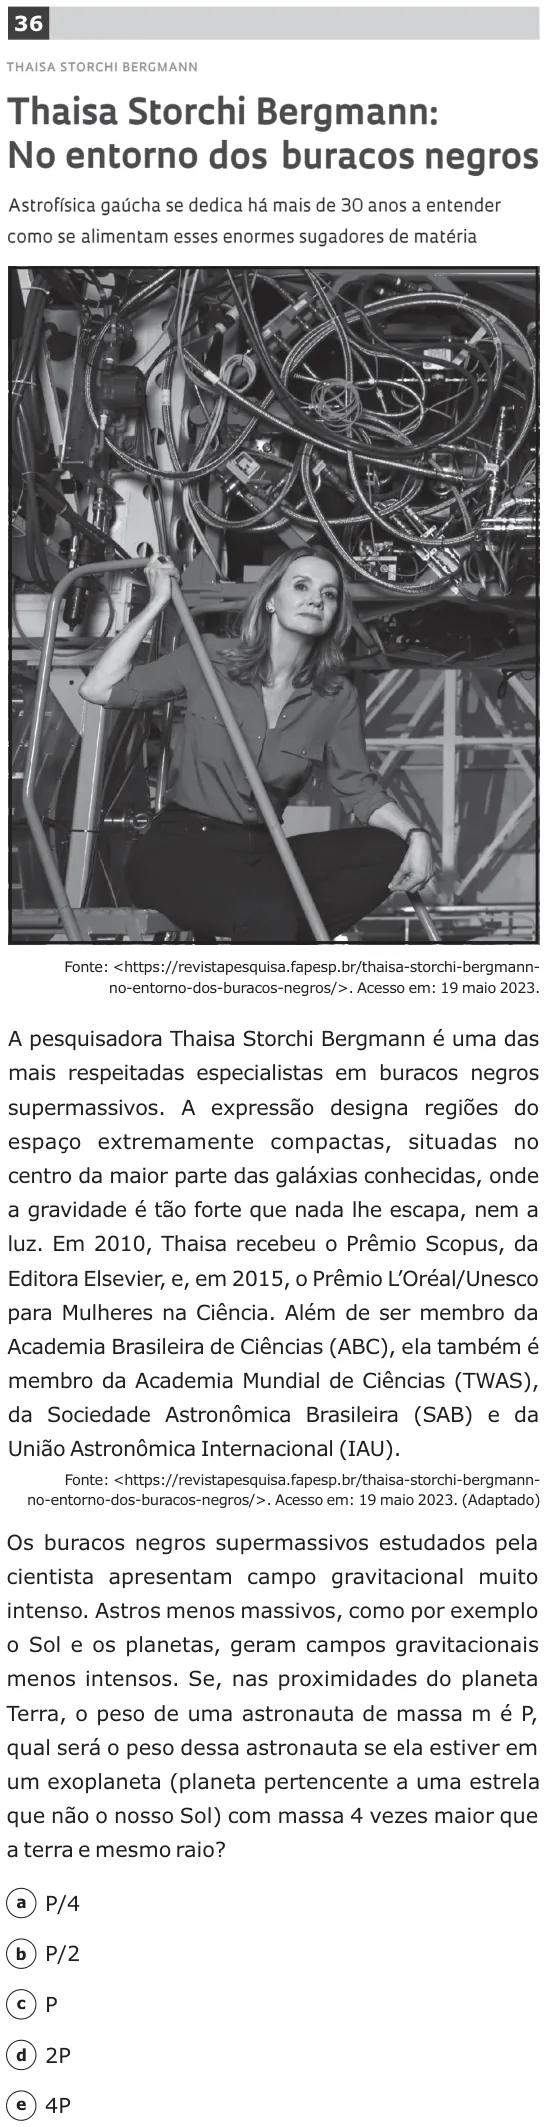 36
THAISA STORCHI BERGMANN
Thaisa Storchi Bergmann:
No entorno dos buracos negros
Astrofísica gaúcha se dedica há mais de 30 anos a entender
como se alimentam esses enormes sugadores de matéria
Fonte: <https://revistapesquisa.fapesp.br/thaisa-storchi-bergmann-
no-entorno-dos-buracos-negros/>. Acesso em: 19 maio 2023.
A pesquisadora Thaisa Storchi Bergmann é uma das
mais respeitadas especialistas em buracos negros
supermassivos. A expressão designa regiões do
espaço extremamente compactas, situadas no
centro da maior parte das galáxias conhecidas, onde
a gravidade é tão forte que nada lhe escapa, nem a
luz. Em 2010, Thaisa recebeu o Prêmio Scopus, da
Editora Elsevier, e, em 2015, o Prêmio L’Oréal/Unesco
para Mulheres na Ciência. Além de ser membro da
Academia Brasileira de Ciências (ABC), ela também é
membro da Academia Mundial de Ciências (TWAS),
da Sociedade Astronômica Brasileira (SAB) e da
União Astronômica Internacional (IAU).
Fonte: <https://revistapesquisa.fapesp.br/thaisa-storchi-bergmann-
no-entorno-dos-buracos-negros/>. Acesso em: 19 maio 2023. (Adaptado)
Os buracos negros supermassivos estudados pela
cientista apresentam campo gravitacional muito
intenso. Astros menos massivos, como por exemplo
o Sol e os planetas, geram campos gravitacionais
menos intensos. Se, nas proximidades do planeta
Terra, o peso de uma astronauta de massa m é P,
qual será o peso dessa astronauta se ela estiver em
um exoplaneta (planeta pertencente a uma estrela
que não o nosso Sol) com massa 4 vezes maior que
a terra e mesmo raio?
a P/4
b P/2
c P
d 2P
e 4P